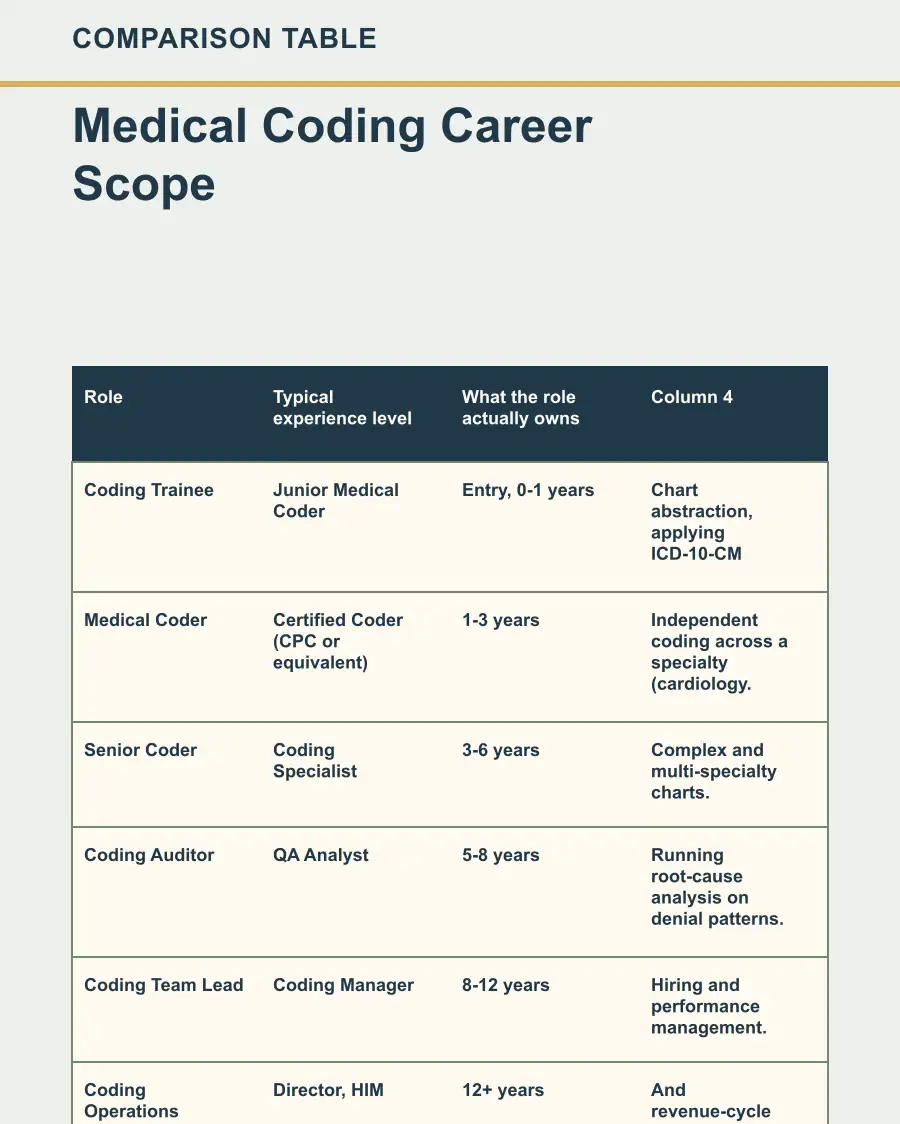 COMPARISON TABLE
Medical Coding Career
Scope
Role
Typical
experience level
What the role
actually owns
Column 4
Coding Trainee
Junior Medical
Coder
Entry, 0-1 years
Chart
abstraction,
applying
ICD-10-CM
Medical Coder
Certified Coder
(CPC or
equivalent)
1-3 years
Independent
coding across a
specialty
(cardiology.
Senior Coder
Coding
Specialist
3-6 years
Complex and
multi-specialty
charts.
Coding Auditor
QA Analyst
5-8 years
Running
root-cause
analysis on
denial patterns.
Coding Team Lead
Coding Manager
8-12 years
Hiring and
performance
management.
Coding
Operations
Director, HIM
12+ years
And
revenue-cycle